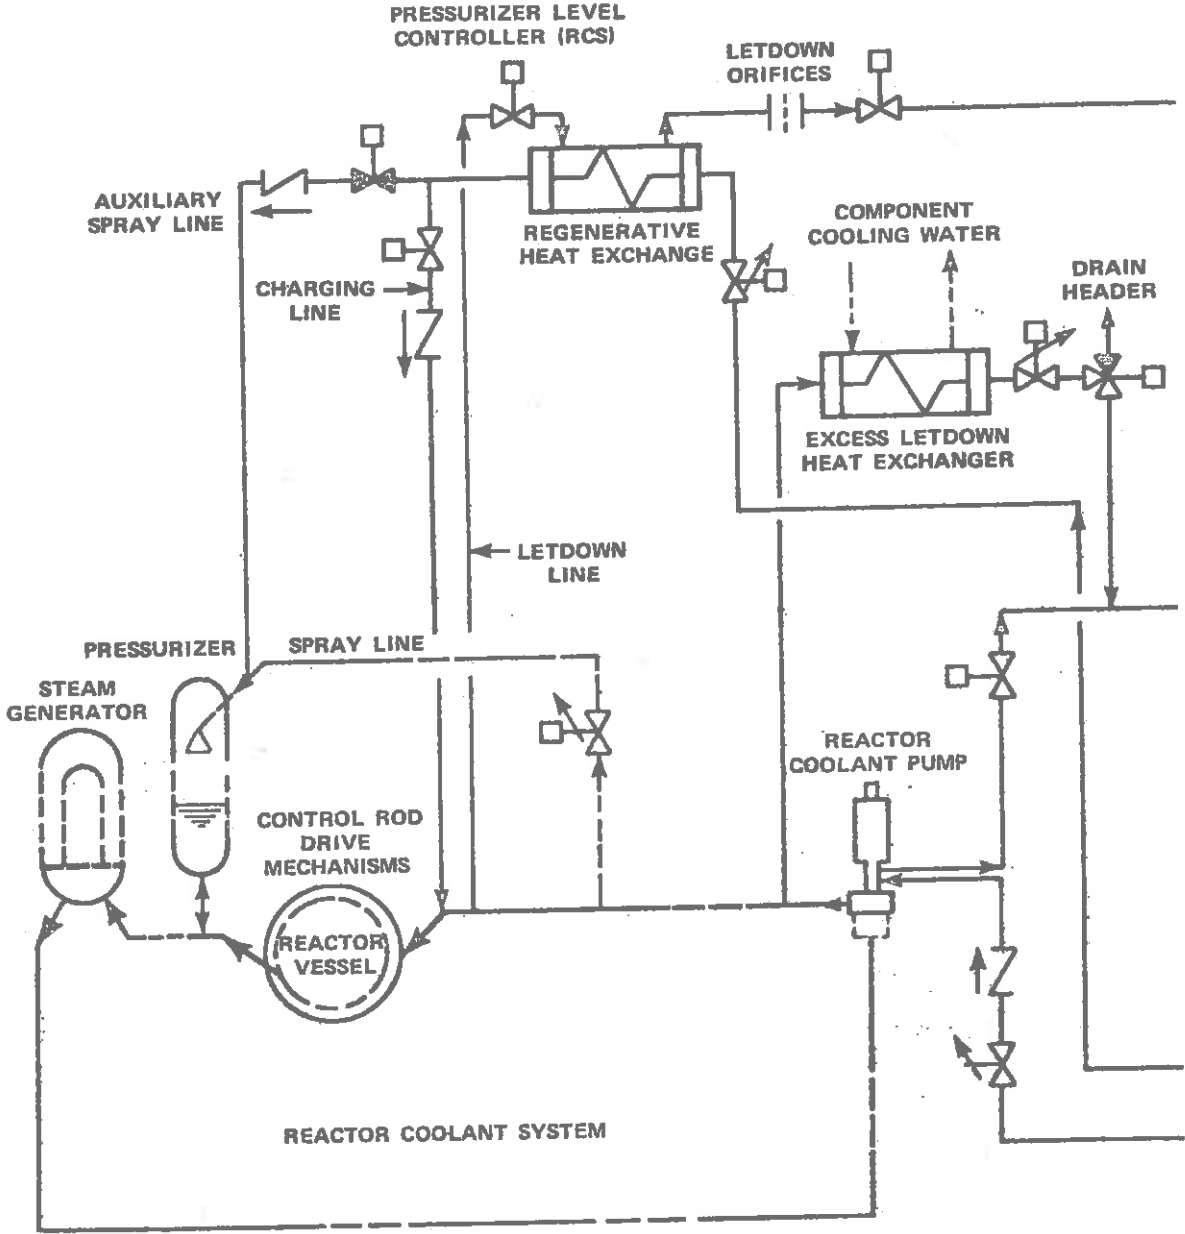 PRESSURIZER LEVEL
CONTROLLER (RCS)
LETDOWN
ORIFICES
AUXILIARY
SPRAY LINE
REGENERATIVE
HEAT EXCHANGE
COMPONENT
COOLING WATER
DRAIN
HEADER
CHARGING
LINE
EXCESS LETDOWN
HEAT EXCHANGER
LETDOWN
LINE
PRESSURIZER
SPRAY LINE
STEAM
GENERATOR
REACTOR
COOLANT PUMP
CONTROL ROD
DRIVE
MECHANISMS
REACTOR
VESSEL
REACTOR COOLANT SYSTEM